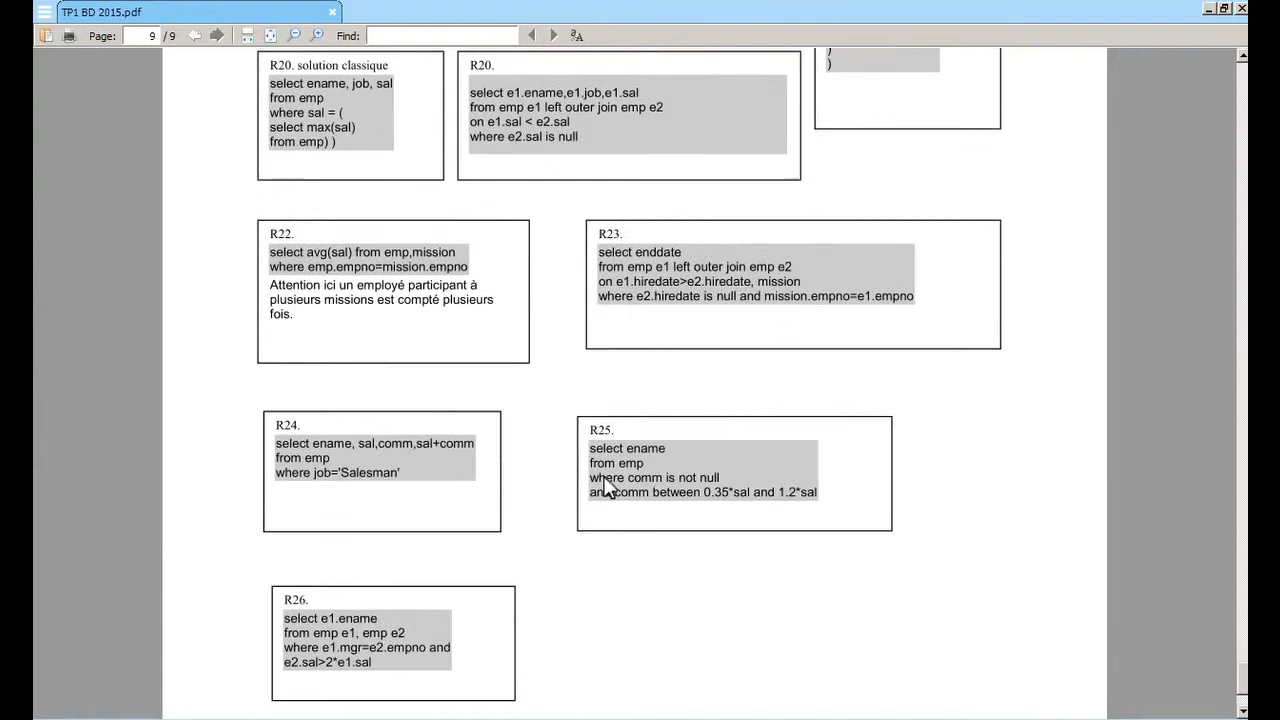 TP1 BD 2015.pdf
Page: 9 / 9 Find:
R20. solution classique
select ename, job, sal
from emp
where sal = (
select max(sal)
from emp) )
R20.
select e1.ename,e1.job,e1.sal
from emp e1 left outer join emp e2
on e1.sal < e2.sal
where e2.sal is null
)
)
R22.
select avg(sal) from emp,mission
where emp.empno=mission.empno
Attention ici un employé participant à
plusieurs missions est compté plusieurs
fois.
R23.
select enddate
from emp e1 left outer join emp e2
on e1.hiredate>e2.hiredate, mission
where e2.hiredate is null and mission.empno=e1.empno
R24.
select ename, sal,comm,sal+comm
from emp
where job='Salesman'
R25.
select ename
from emp
where comm is not null
and comm between 0.35*sal and 1.2*sal
R26.
select e1.ename
from emp e1, emp e2
where e1.mgr=e2.empno and
e2.sal>2*e1.sal